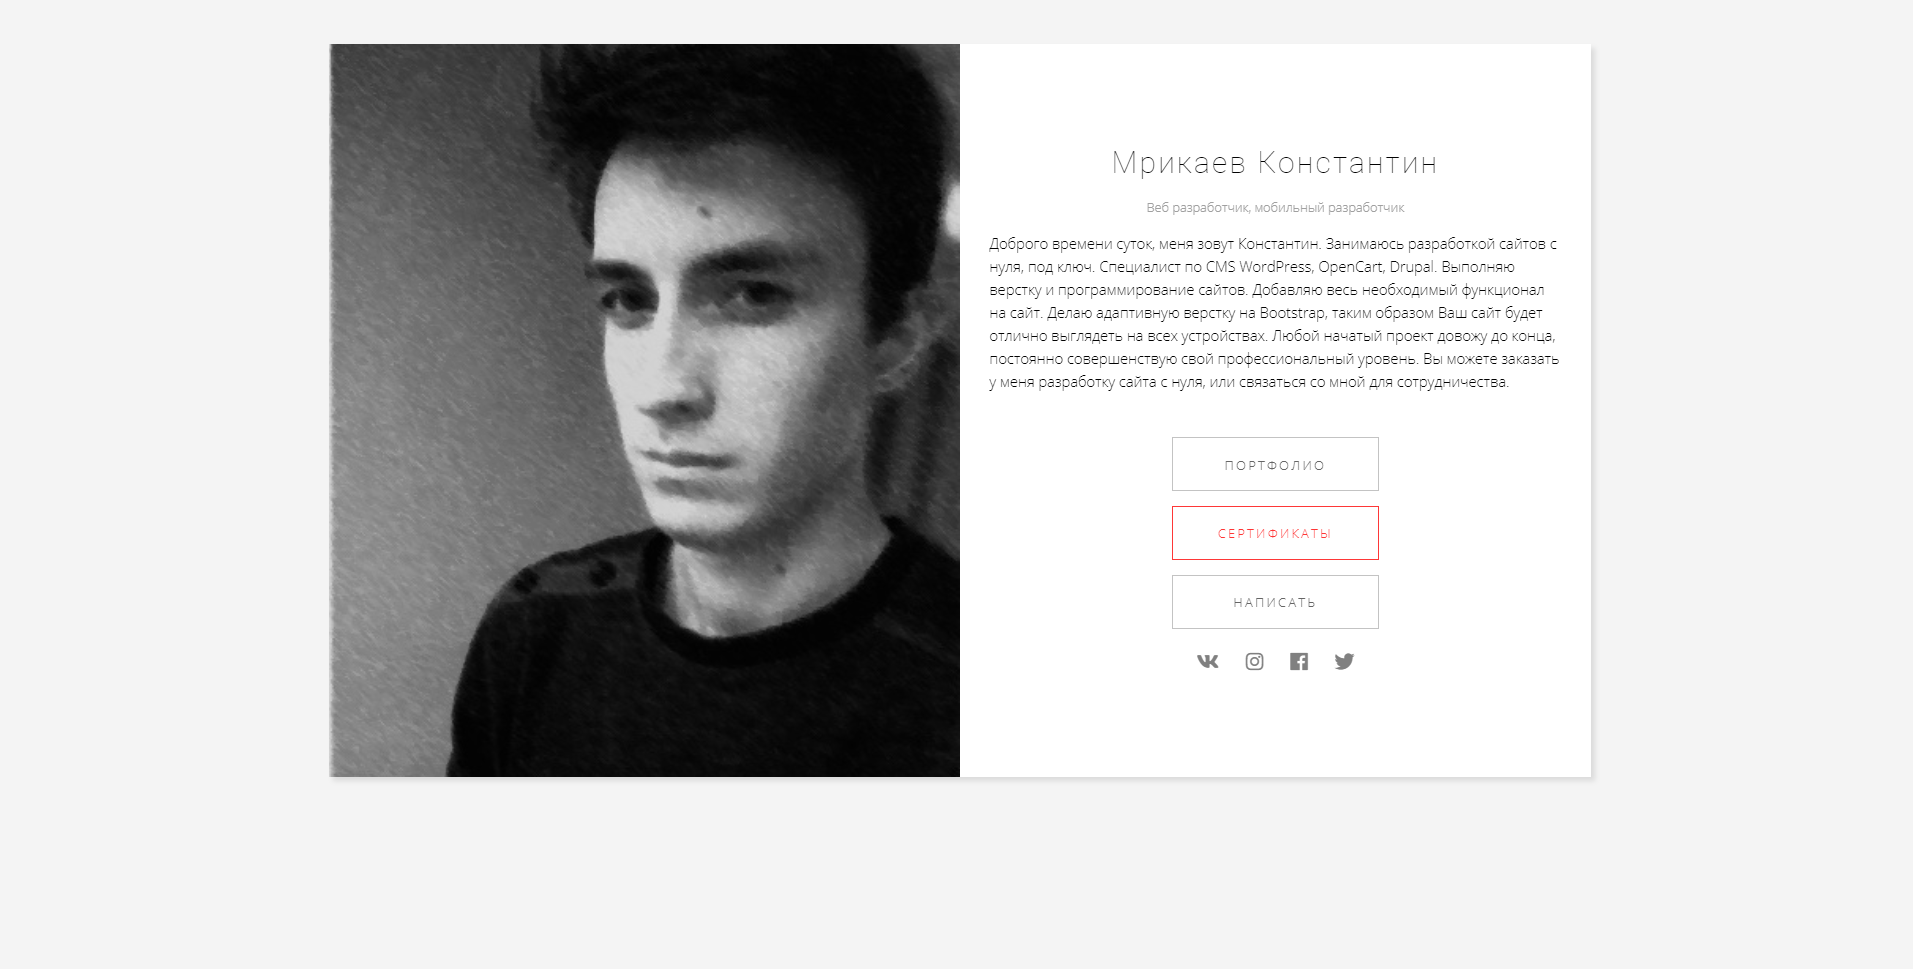 Мрикаев Константин
Веб разработчик, мобильный разработчик
Доброго времени суток, меня зовут Константин. Занимаюсь разработкой сайтов с
нуля, под ключ. Специалист по CMS WordPress, OpenCart, Drupal. Выполняю
верстку и программирование сайтов. Добавляю весь необходимый функционал
на сайт. Делаю адаптивную верстку на Bootstrap, таким образом Ваш сайт будет
отлично выглядеть на всех устройствах. Любой начатый проект довожу до конца,
постоянно совершенствую свой профессиональный уровень. Вы можете заказать
у меня разработку сайта с нуля, или связаться со мной для сотрудничества.
ПОРТФОЛИО
СЕРТИФИКАТЫ
НАПИСАТЬ